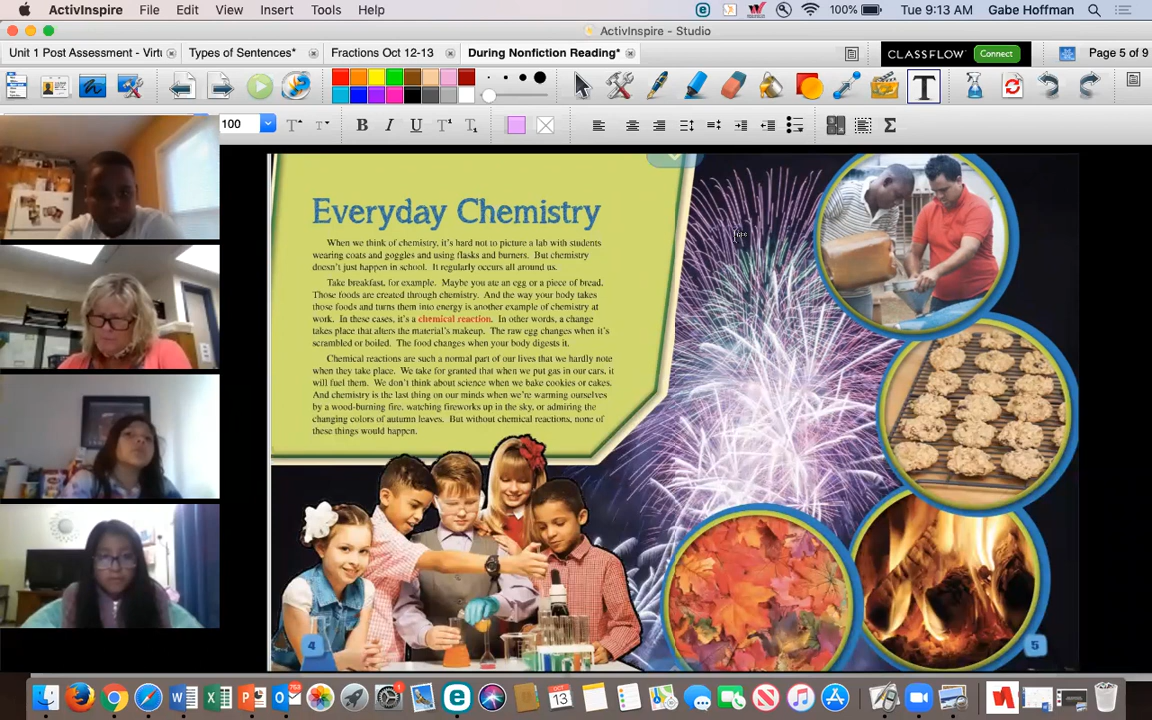 ActivInspire File Edit View Insert Tools Help 100% Tue 9:13 AM Gabe Hoffman
ActivInspire - Studio
Unit 1 Post Assessment - Virtu Types of Sentences* Fractions Oct 12-13 During Nonfiction Reading* CLASSFLOW Connect Page 5 of 9
T
100 B I U
Everyday Chemistry
When we think of chemistry, it's hard not to picture a lab with students
wearing coats and goggles and using flasks and burners. But chemistry
doesn't just happen in school. It regularly occurs all around us.
Take breakfast, for example. Maybe you ate an egg or a piece of bread.
Those foods are created through chemistry. And the way your body takes
those foods and turns them into energy is another example of chemistry at
work. In these cases, it's a chemical reaction. In other words, a change
takes place that alters the material's makeup. The raw egg changes when it's
scrambled or boiled. The food changes when your body digests it.
Chemical reactions are such a normal part of our lives that we hardly note
when they take place. We take for granted that when we put gas in our cars, it
will fuel them. We don't think about science when we bake cookies or cakes.
And chemistry is the last thing on our minds when we're warming ourselves
by a wood-burning fire, watching fireworks up in the sky, or admiring the
changing colors of autumn leaves. But without chemical reactions, none of
these things would happen.
4
5
OCT
13